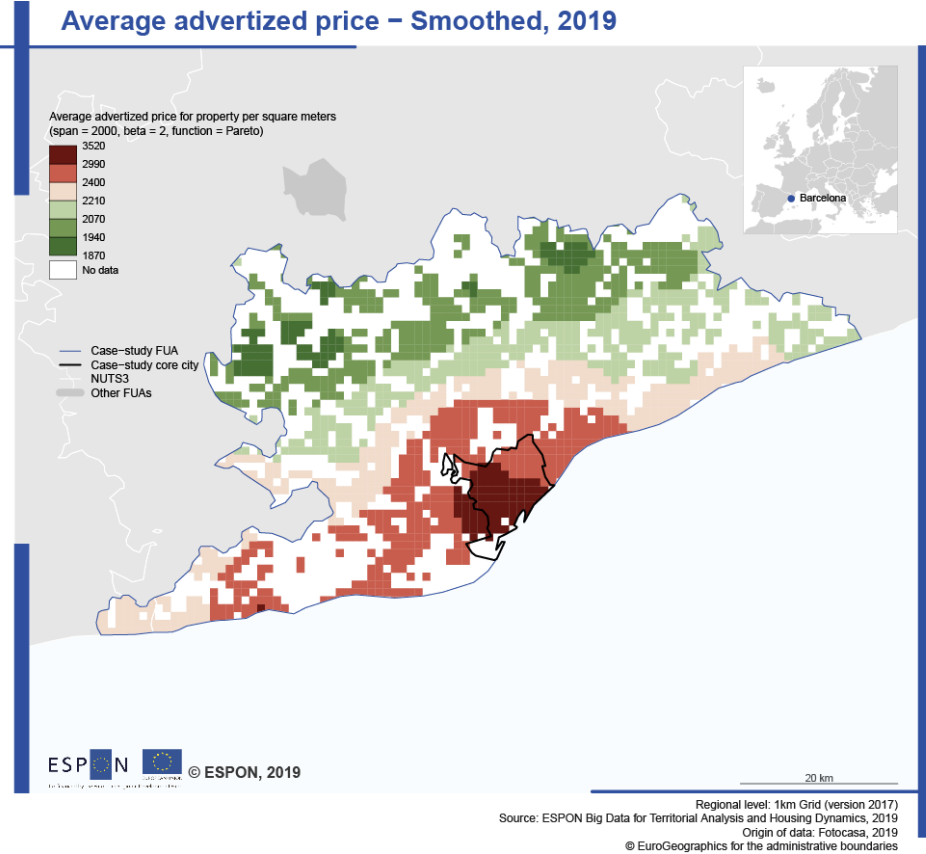 Average advertized price − Smoothed, 2019
Average advertized price for property per square meters
(span = 2000, beta = 2, function = Pareto)
3520
2990
2400
2210
2070
1940
1870
No data
Barcelona
Case−study FUA
Case−study core city
NUTS3
Other FUAs
ESPON
© ESPON, 2019
20 km
Regional level: 1km Grid (version 2017)
Source: ESPON Big Data for Territorial Analysis and Housing Dynamics, 2019
Origin of data: Fotocasa, 2019
© EuroGeographics for the administrative boundaries